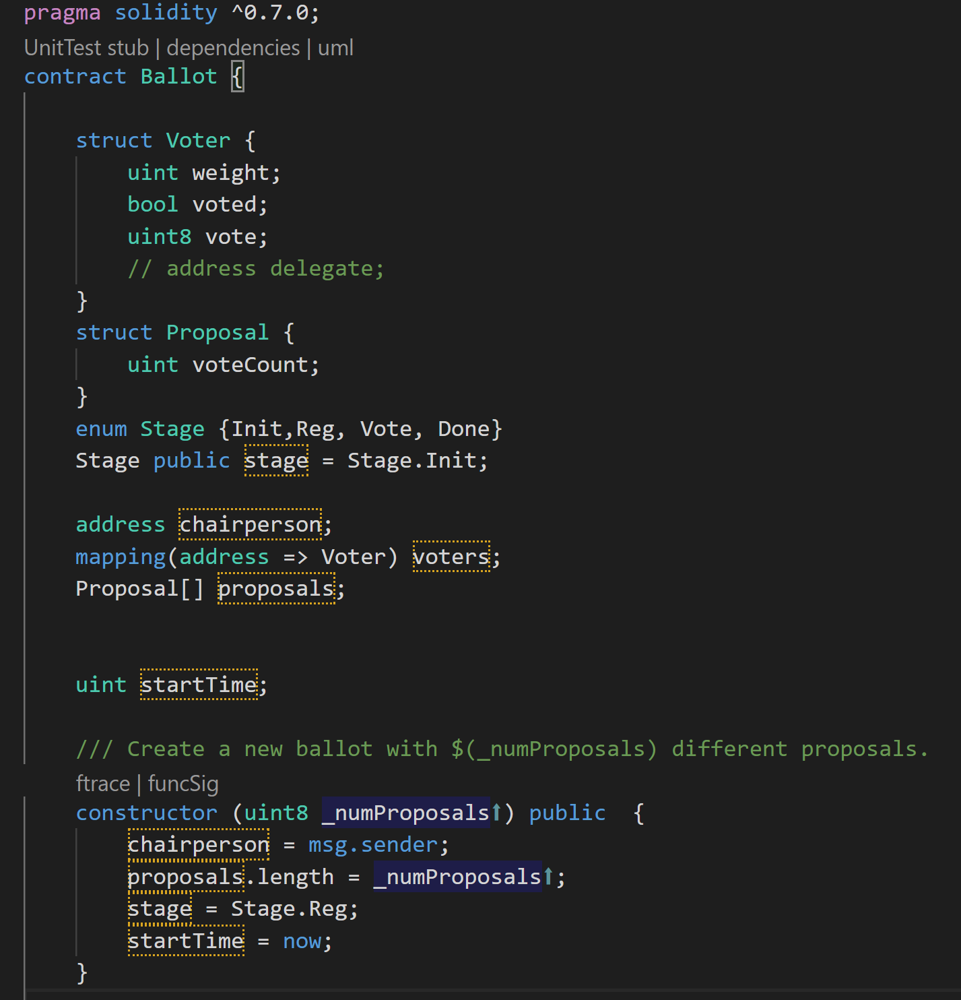 pragma solidity ^0.7.0;
UnitTest stub | dependencies | uml
contract Ballot {
struct Voter {
uint weight;
bool voted;
uint8 vote;
// address delegate;
}
struct Proposal {
uint voteCount;
}
enum Stage {Init,Reg, Vote, Done}
Stage public stage = Stage.Init;
address chairperson;
mapping(address => Voter) voters;
Proposal[] proposals;
uint startTime;
/// Create a new ballot with $(_numProposals) different proposals.
ftrace | funcSig
constructor (uint8 _numProposals⬆) public  {
chairperson = msg.sender;
proposals.length = _numProposals⬆;
stage = Stage.Reg;
startTime = now;
}